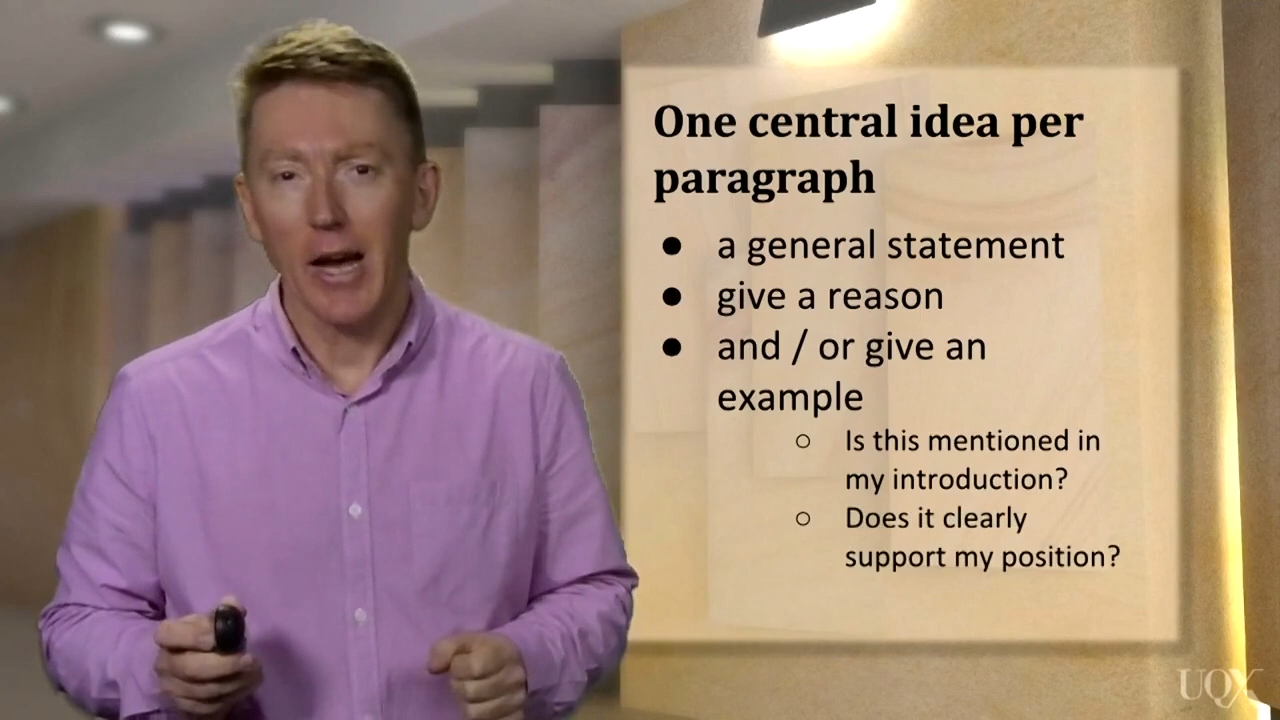 One central idea per
paragraph
● a general statement
● give a reason
● and / or give an
example
○ Is this mentioned in
my introduction?
○ Does it clearly
support my position?
UQX